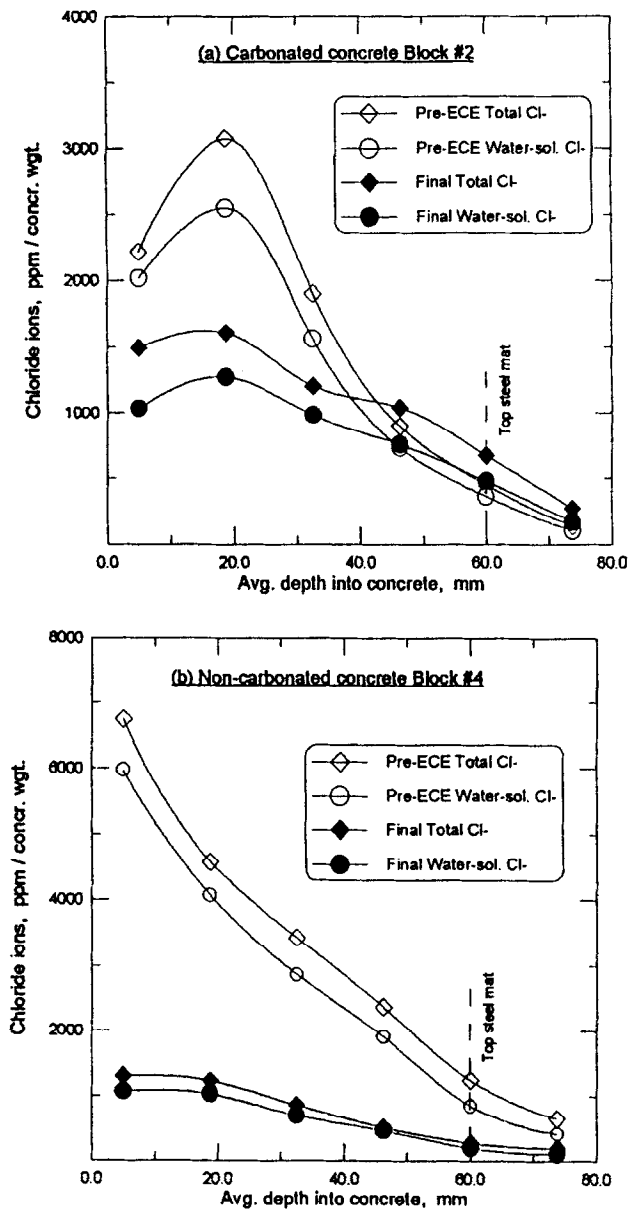 4000
(a) Carbonated concrete Block #2
Pre-ECE Total Cl-
Pre-ECE Water-sol. Cl-
Final Total Cl-
Final Water-sol. Cl-
3000
2000
1000
Chloride ions, ppm / concr. wgt.
Top steel mat
0.0 20.0 40.0 60.0 80.0
Avg. depth into concrete, mm
8000
(b) Non-carbonated concrete Block #4
Pre-ECE Total Cl-
Pre-ECE Water-sol. Cl-
Final Total Cl-
Final Water-sol. Cl-
6000
4000
2000
Chloride ions, ppm / concr. wgt.
Top steel mat
0.0 20.0 40.0 60.0 80.0
Avg. depth into concrete, mm